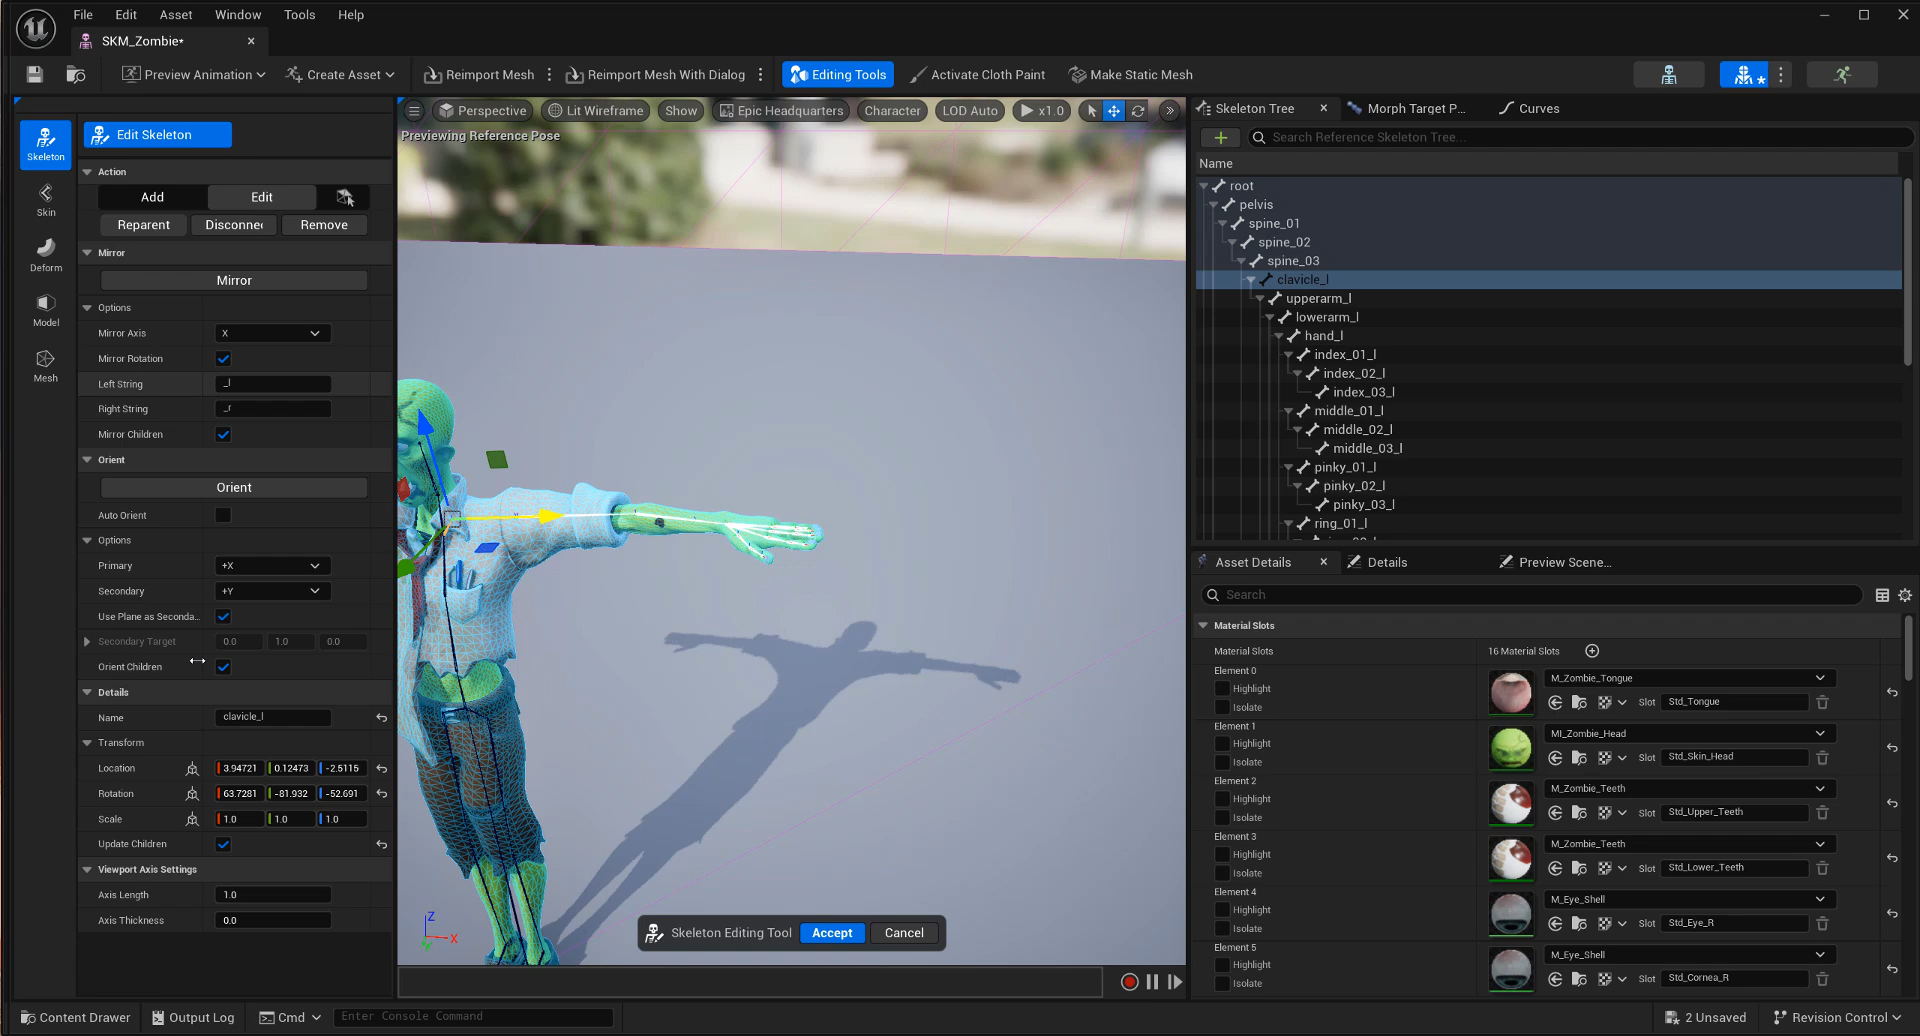 File Edit Asset Window Tools Help
SKM_Zombie*
Preview Animation Create Asset Reimport Mesh Reimport Mesh With Dialog Editing Tools Activate Cloth Paint Make Static Mesh
Skeleton
Skin
Deform
Model
Mesh
Edit Skeleton
Action
Add Edit
Reparent Disconnec Remove
Mirror
Mirror
Options
Mirror Axis X
Mirror Rotation
Left String _l
Right String _r
Mirror Children
Orient
Orient
Auto Orient
Options
Primary +X
Secondary +Y
Use Plane as Seconda...
Secondary Target 0.0 1.0 0.0
Orient Children
Details
Name clavicle_l
Transform
Location 3.94721 0.12473 -2.5115
Rotation 63.7281 -81.932 -52.691
Scale 1.0 1.0 1.0
Update Children
Viewport Axis Settings
Axis Length 1.0
Axis Thickness 0.0
Perspective Lit Wireframe Show Epic Headquarters Character LOD Auto x1.0
Previewing Reference Pose
Z
X
Y
Skeleton Editing Tool Accept Cancel
Skeleton Tree Morph Target P... Curves
Search Reference Skeleton Tree...
Name
root
pelvis
spine_01
spine_02
spine_03
clavicle_l
upperarm_l
lowerarm_l
hand_l
index_01_l
index_02_l
index_03_l
middle_01_l
middle_02_l
middle_03_l
pinky_01_l
pinky_02_l
pinky_03_l
ring_01_l
Asset Details Details Preview Scene...
Search
Material Slots
Material Slots 16 Material Slots
Element 0
Highlight
Isolate
M_Zombie_Tongue
Slot Std_Tongue
Element 1
Highlight
Isolate
MI_Zombie_Head
Slot Std_Skin_Head
Element 2
Highlight
Isolate
M_Zombie_Teeth
Slot Std_Upper_Teeth
Element 3
Highlight
Isolate
M_Zombie_Teeth
Slot Std_Lower_Teeth
Element 4
Highlight
Isolate
M_Eye_Shell
Slot Std_Eye_R
Element 5
Highlight
Isolate
M_Eye_Shell
Slot Std_Cornea_R
Content Drawer Output Log Cmd Enter Console Command 2 Unsaved Revision Control